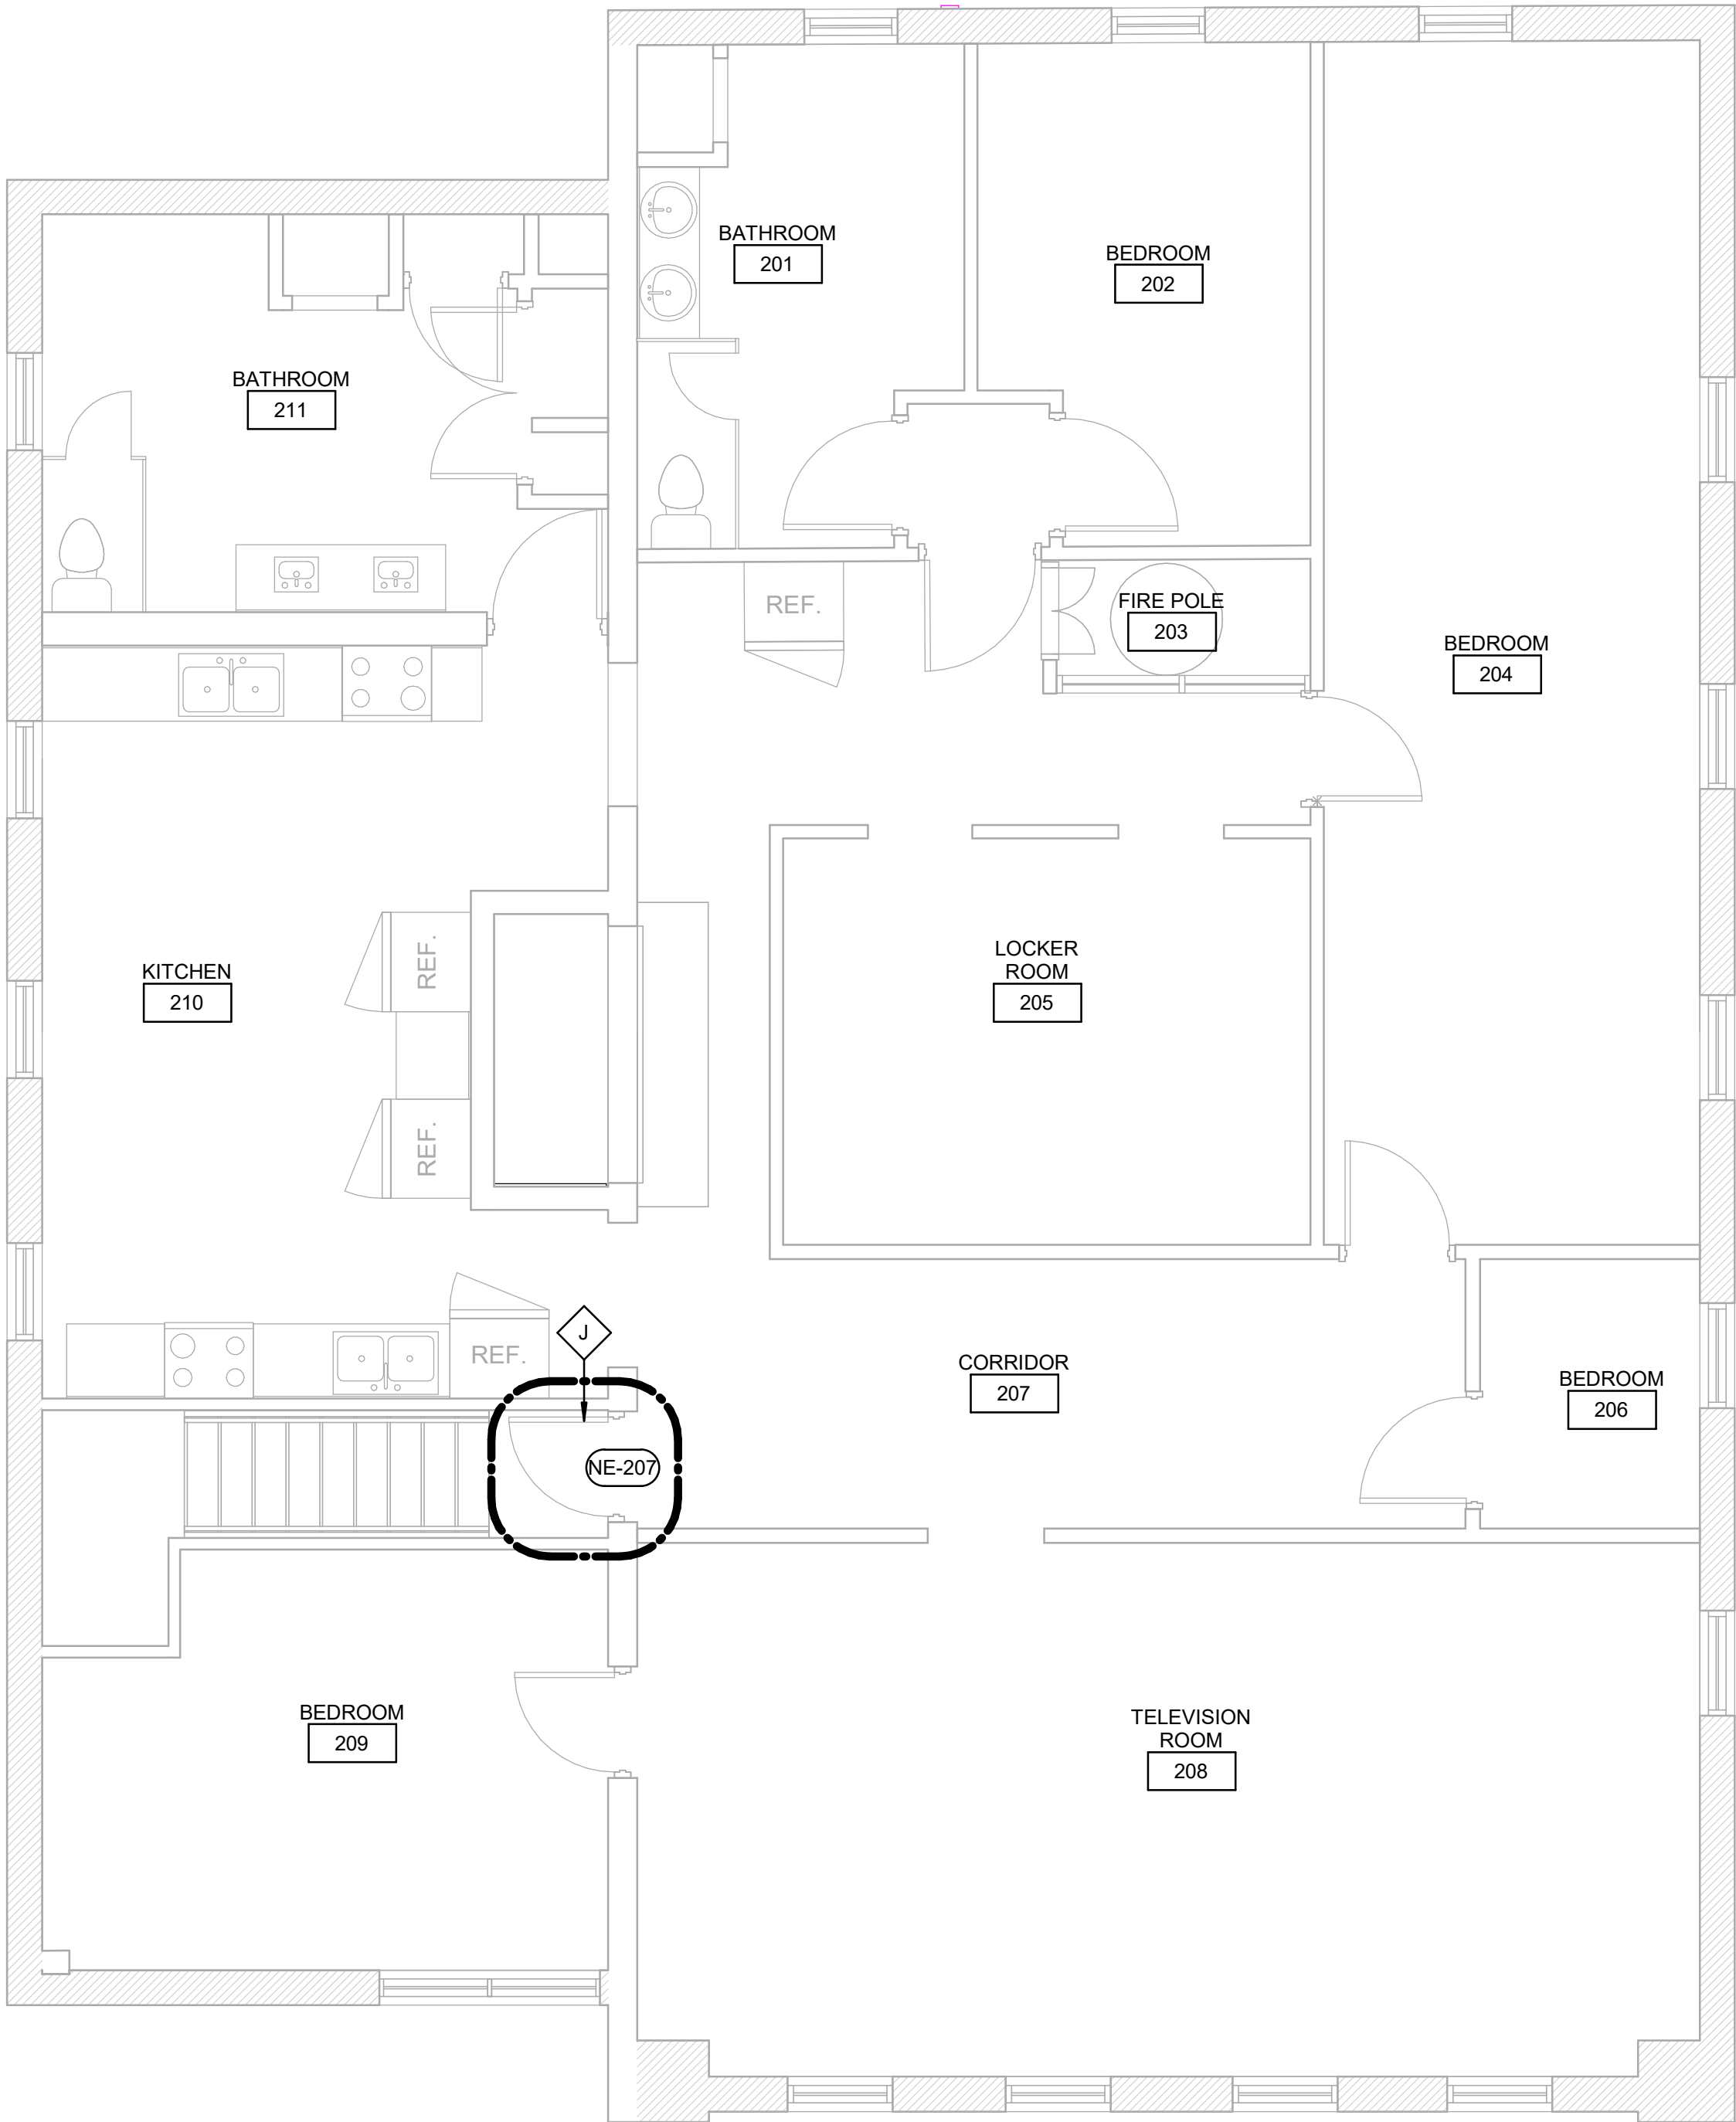 BATHROOM
201
BEDROOM
202
BATHROOM
211
REF.
FIRE POLE
203
BEDROOM
204
KITCHEN
210
REF.
LOCKER
ROOM
205
REF.
J
REF.
CORRIDOR
207
BEDROOM
206
NE-207
BEDROOM
209
TELEVISION
ROOM
208